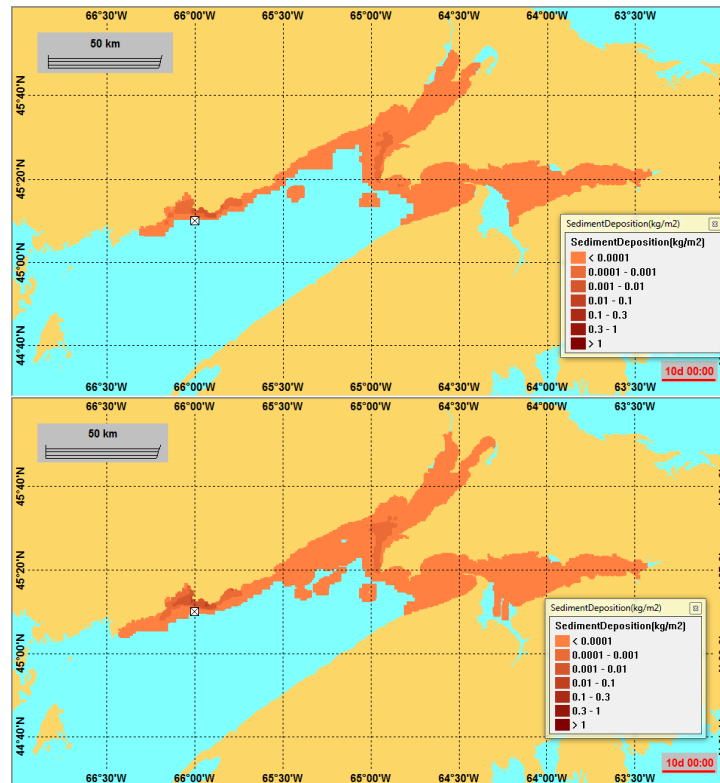 50 km
66°30'W 66°00'W 65°30'W 65°00'W 64°30'W 64°00'W 63°30'W
45°40'N
45°20'N
45°00'N
44°40'N
SedimentDeposition(kg/m2)
SedimentDeposition(kg/m2)
< 0.0001
0.0001 - 0.001
0.001 - 0.01
0.01 - 0.1
0.1 - 0.3
0.3 - 1
> 1
10d 00:00
66°30'W 66°00'W 65°30'W 65°00'W 64°30'W 64°00'W 63°30'W
66°30'W 66°00'W 65°30'W 65°00'W 64°30'W 64°00'W 63°30'W
50 km
45°40'N
45°20'N
45°00'N
44°40'N
SedimentDeposition(kg/m2)
SedimentDeposition(kg/m2)
< 0.0001
0.0001 - 0.001
0.001 - 0.01
0.01 - 0.1
0.1 - 0.3
0.3 - 1
> 1
10d 00:00
66°30'W 66°00'W 65°30'W 65°00'W 64°30'W 64°00'W 63°30'W